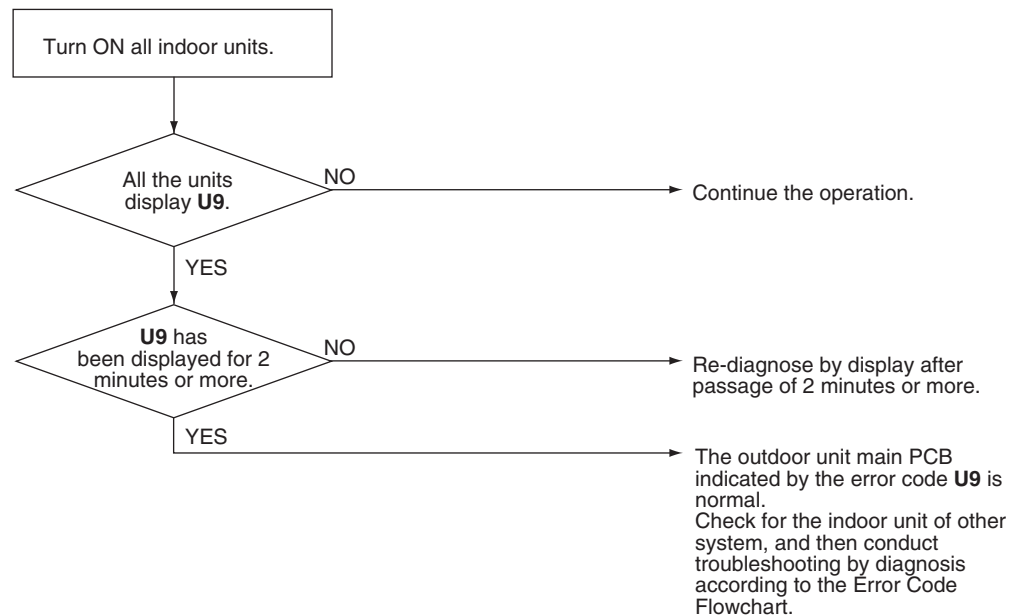 Turn ON all indoor units.
All the units
display U9.
NO
Continue the operation.
YES
U9 has
been displayed for 2
minutes or more.
NO
Re-diagnose by display after
passage of 2 minutes or more.
YES
The outdoor unit main PCB
indicated by the error code U9 is
normal.
Check for the indoor unit of other
system, and then conduct
troubleshooting by diagnosis
according to the Error Code
Flowchart.